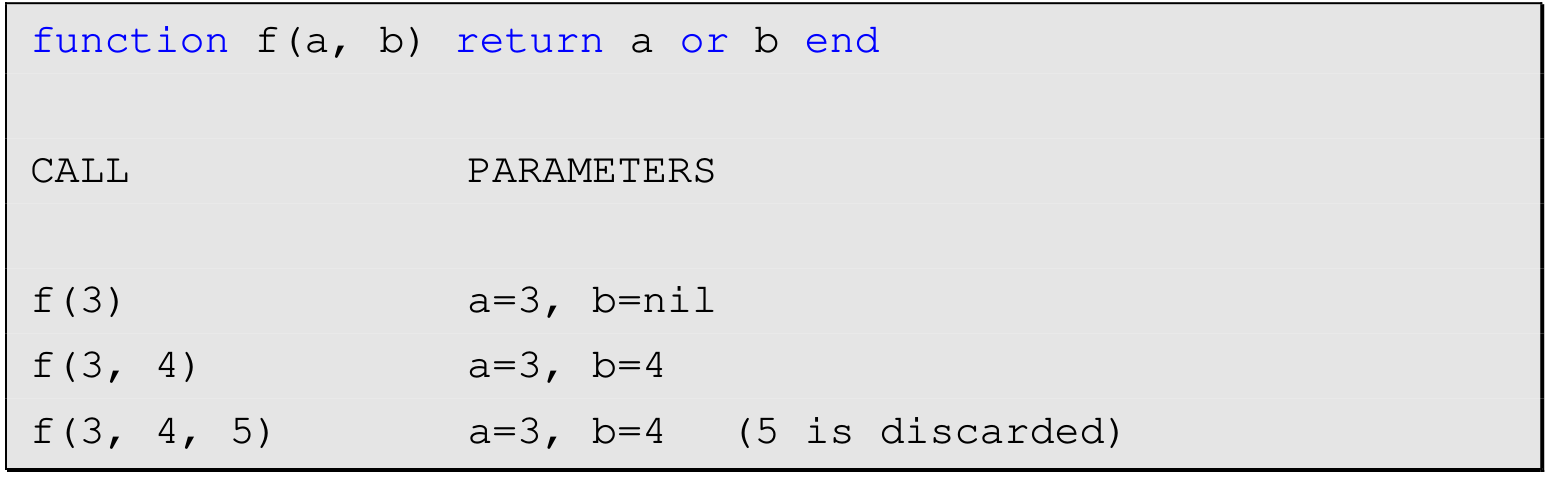 function f(a, b) return a or b end
CALL PARAMETERS
f(3) a=3, b=nil
f(3, 4) a=3, b=4
f(3, 4, 5) a=3, b=4 (5 is discarded)